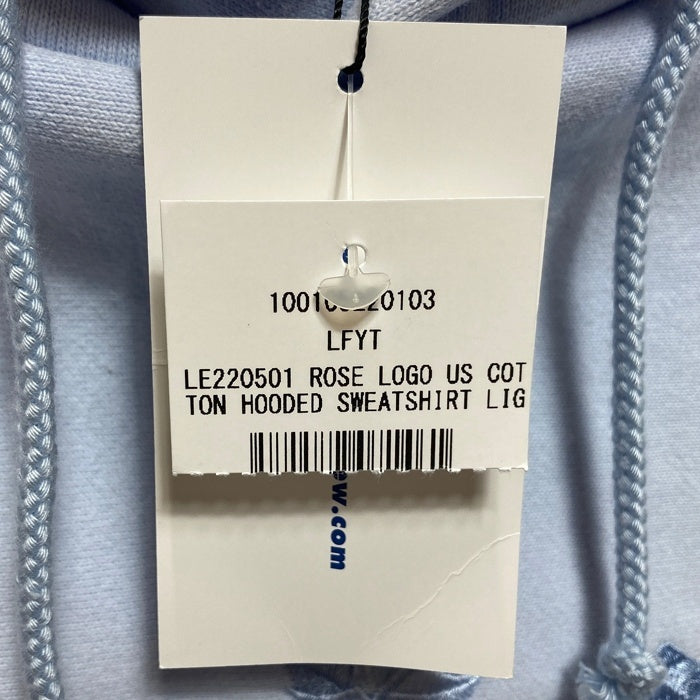 LFYT
LE220501 ROSE LOGO US COT
TON HOODED SWEATSHIRT LIG
ew.com